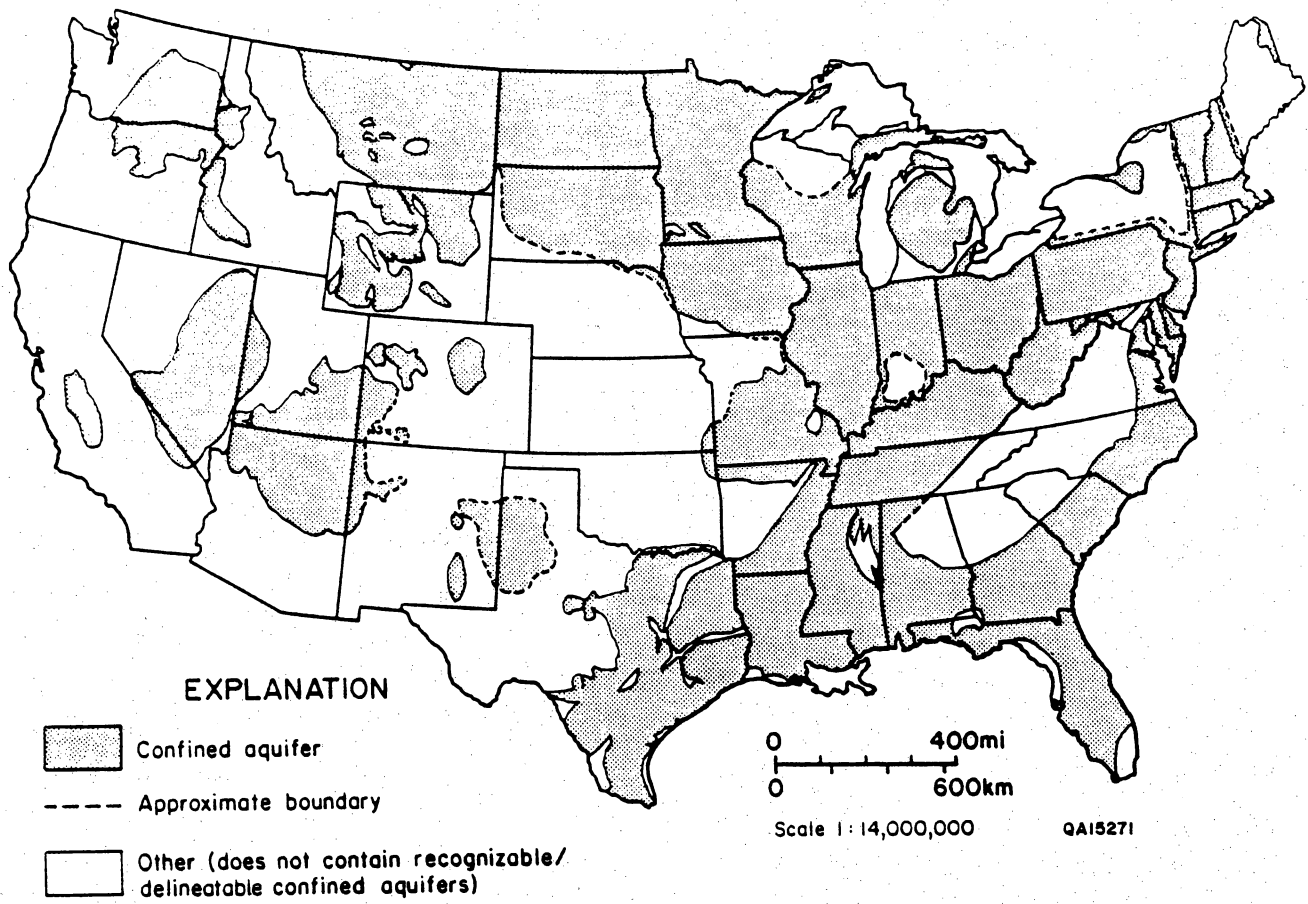 EXPLANATION
Confined aquifer
Approximate boundary
Other (does not contain recognizable/
delineatable confined aquifers)
0 400mi
0 600km
Scale 1:14,000,000 QA15271